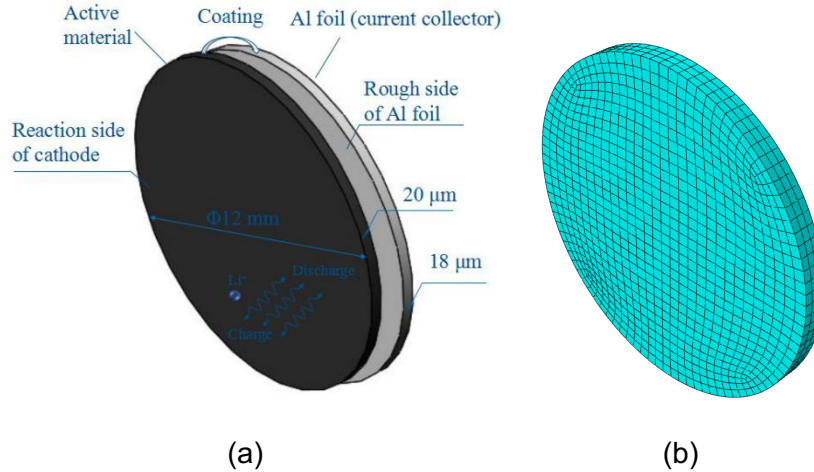 Active
material
Coating
Al foil (current collector)
Reaction side
of cathode
Rough side
of Al foil
20 μm
Φ12 mm
18 μm
Li⁺
Discharge
Charge
(a)
(b)